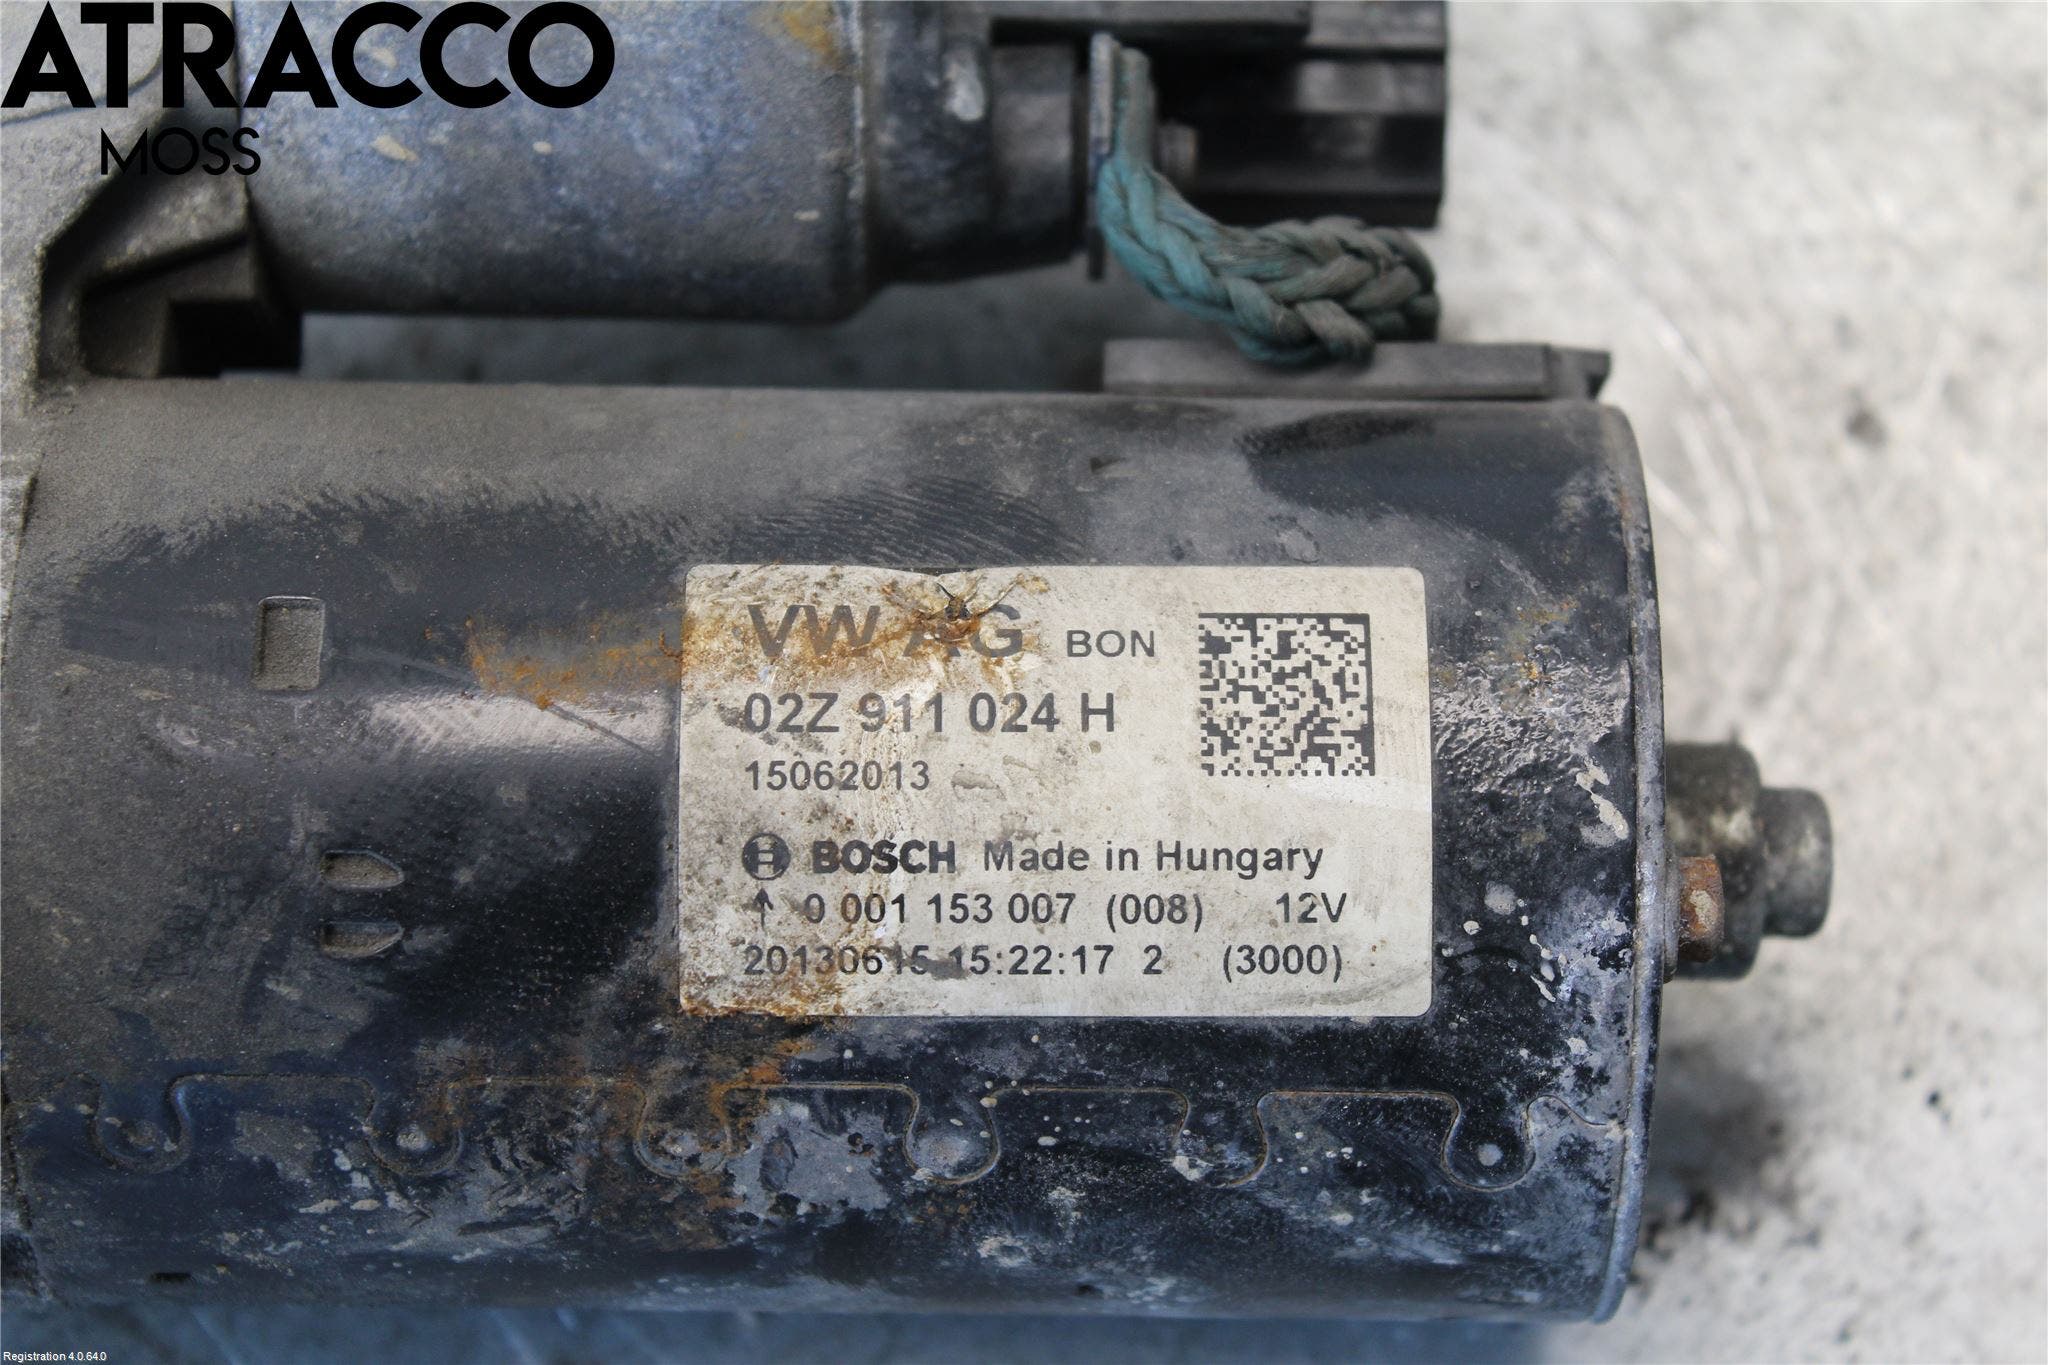 ATRACCO
MOSS
VW AG BON
02Z 911 024 H
15062013
BOSCH Made in Hungary
↑ 0 001 153 007 (008) 12V
20130615 15:22:17 2 (3000)
Registration 4.0.64.0